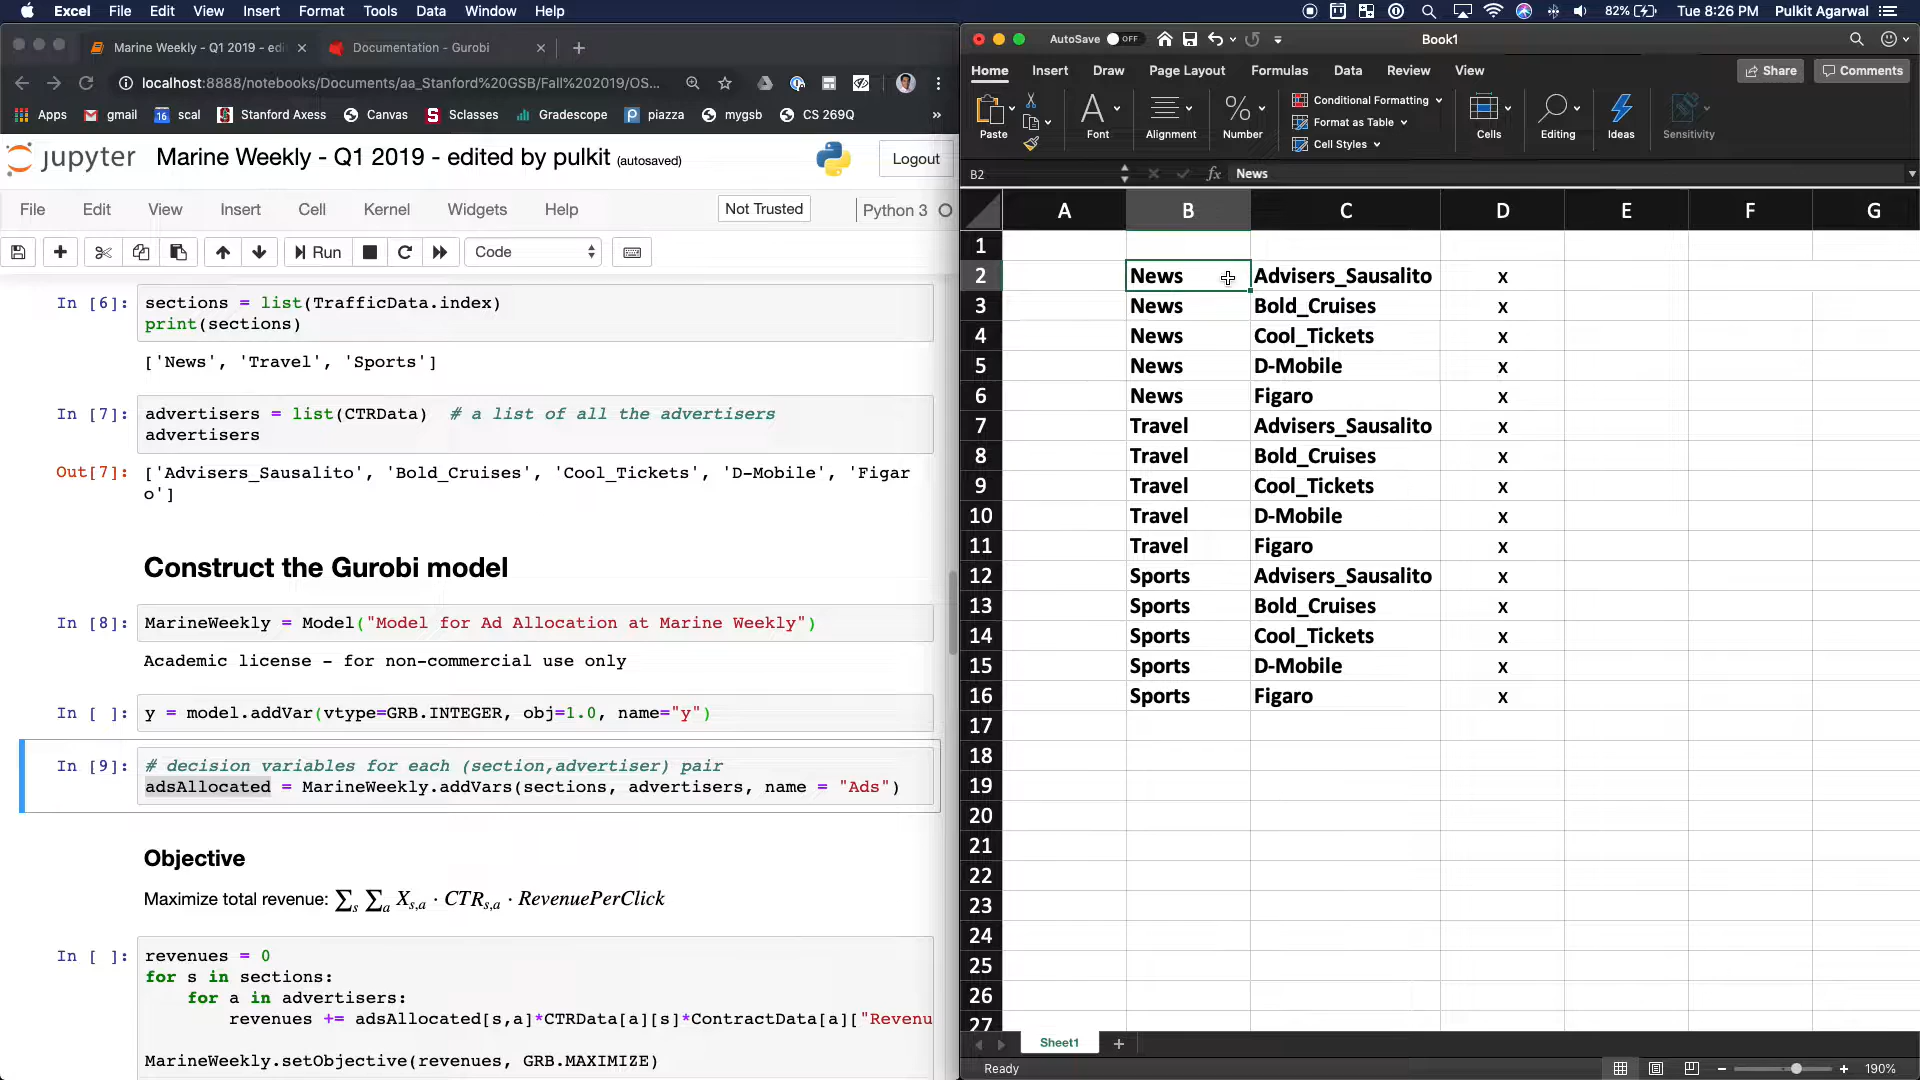 Excel File Edit View Insert Format Tools Data Window Help
82% Tue 8:26 PM Pulkit Agarwal
Marine Weekly - Q1 2019 - edi
Documentation - Gurobi
localhost:8888/notebooks/Documents/aa_Stanford%20GSB/Fall%202019/OS...
Apps gmail 16 scal Stanford Axess Canvas Sclasses Gradescope piazza mygsb CS 269Q »
jupyter Marine Weekly - Q1 2019 - edited by pulkit (autosaved)
Logout
File Edit View Insert Cell Kernel Widgets Help
Not Trusted
Python 3
Run
Code
In [6]: sections = list(TrafficData.index)
print(sections)
['News', 'Travel', 'Sports']
In [7]: advertisers = list(CTRData)  # a list of all the advertisers
advertisers
Out[7]: ['Advisers_Sausalito', 'Bold_Cruises', 'Cool_Tickets', 'D-Mobile', 'Figar
o']
Construct the Gurobi model
In [8]: MarineWeekly = Model("Model for Ad Allocation at Marine Weekly")
Academic license - for non-commercial use only
In [ ]: y = model.addVar(vtype=GRB.INTEGER, obj=1.0, name="y")
In [9]: # decision variables for each (section,advertiser) pair
adsAllocated = MarineWeekly.addVars(sections, advertisers, name = "Ads")
Objective
Maximize total revenue: ∑s ∑a Xs,a · CTRs,a · RevenuePerClick
In [ ]: revenues = 0
for s in sections:
for a in advertisers:
revenues += adsAllocated[s,a]*CTRData[a][s]*ContractData[a]["Revenu
MarineWeekly.setObjective(revenues, GRB.MAXIMIZE)
AutoSave OFF
Book1
Home Insert Draw Page Layout Formulas Data Review View
Share
Comments
Paste
Font
Alignment
%
Number
Conditional Formatting
Format as Table
Cell Styles
Cells
Editing
Ideas
Sensitivity
B2
fx News
A B C D E F G
1
2 News Advisers_Sausalito x
3 News Bold_Cruises x
4 News Cool_Tickets x
5 News D-Mobile x
6 News Figaro x
7 Travel Advisers_Sausalito x
8 Travel Bold_Cruises x
9 Travel Cool_Tickets x
10 Travel D-Mobile x
11 Travel Figaro x
12 Sports Advisers_Sausalito x
13 Sports Bold_Cruises x
14 Sports Cool_Tickets x
15 Sports D-Mobile x
16 Sports Figaro x
17
18
19
20
21
22
23
24
25
26
27
Sheet1
Ready
190%